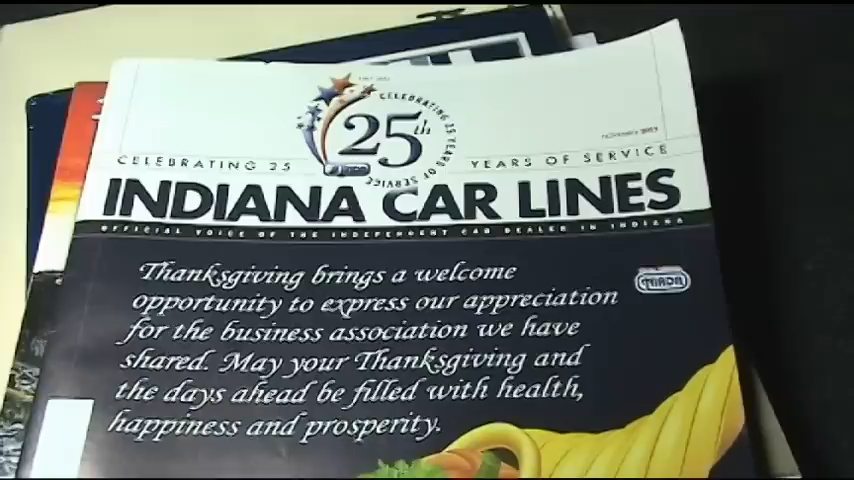 CELEBRATING 25 YEARS OF SERVICE
25th
november 2003
CELEBRATING 25 YEARS OF SERVICE
INDIANA CAR LINES
OFFICIAL VOICE OF THE INDEPENDENT CAR DEALER IN INDIANA
Thanksgiving brings a welcome
opportunity to express our appreciation
for the business association we have
shared. May your Thanksgiving and
the days ahead be filled with health,
happiness and prosperity.